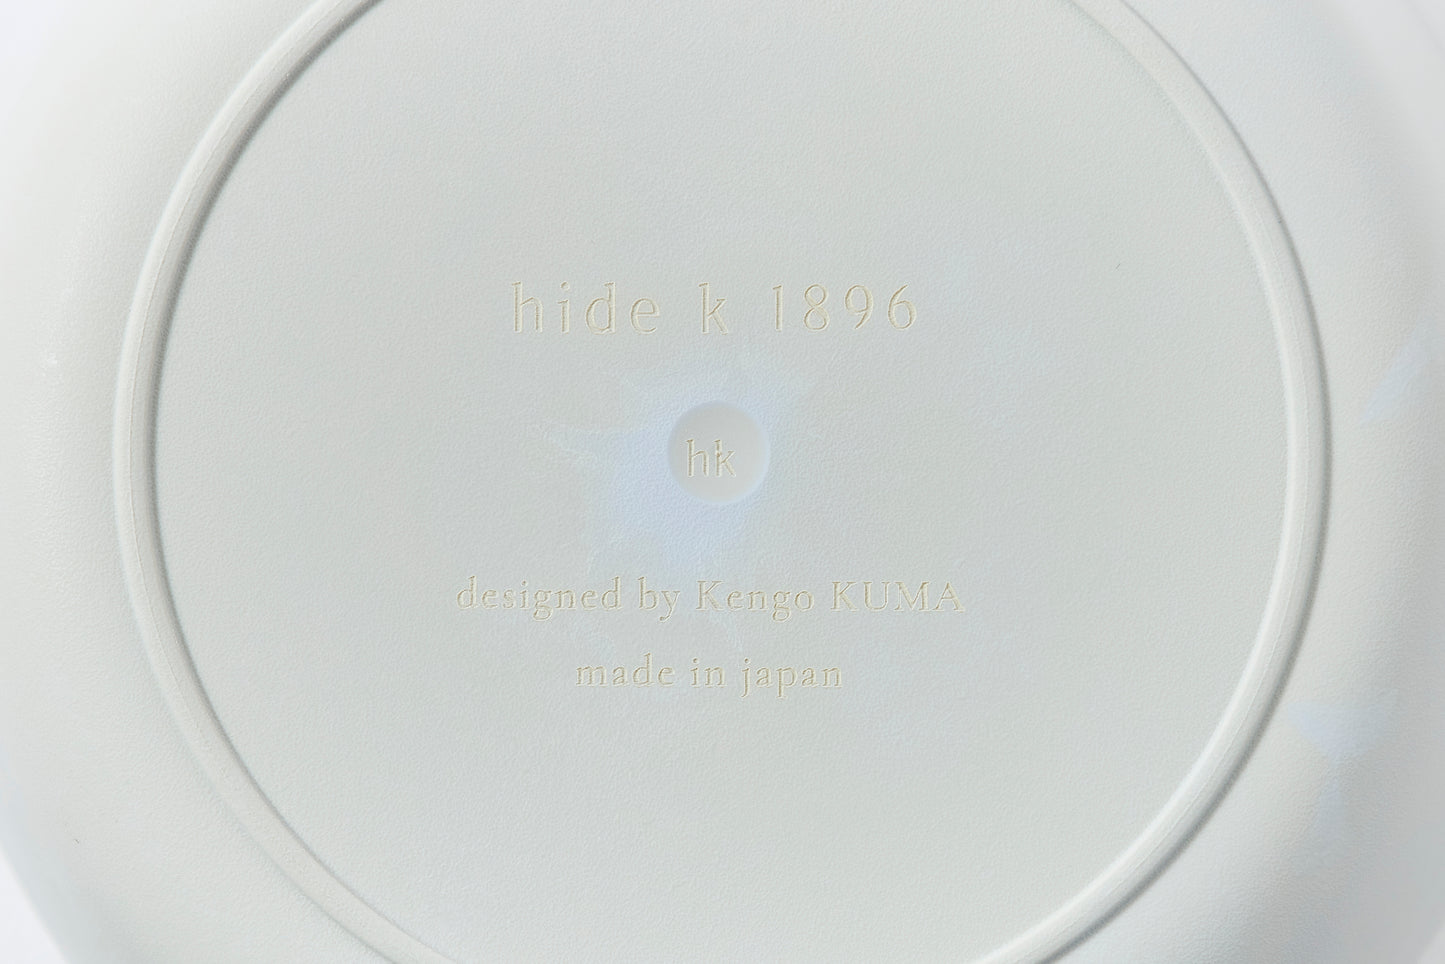 hide k 1896
hk
designed by Kengo KUMA
made in japan